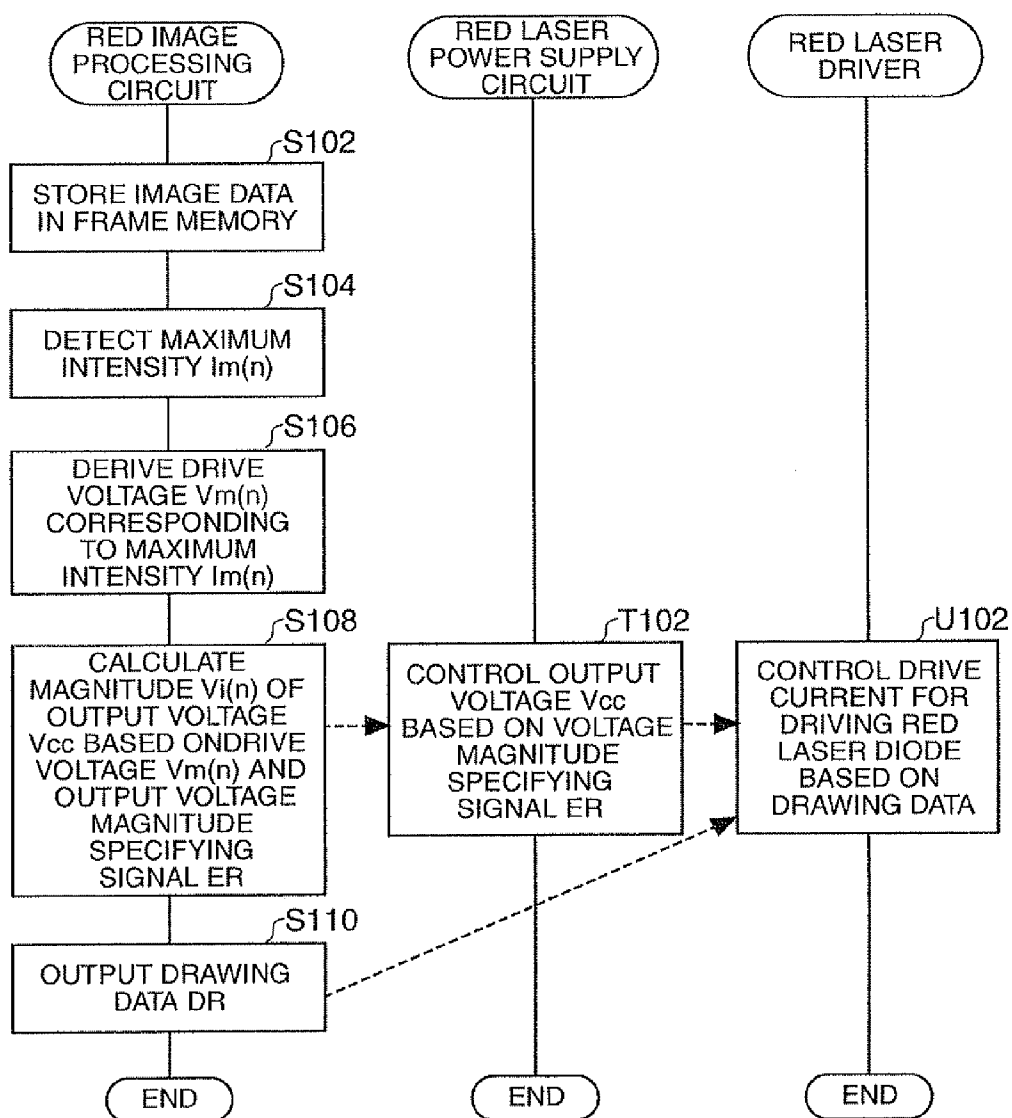 RED IMAGE
PROCESSING
CIRCUIT
RED LASER
POWER SUPPLY
CIRCUIT
RED LASER
DRIVER
S102
STORE IMAGE DATA
IN FRAME MEMORY
S104
DETECT MAXIMUM
INTENSITY Im(n)
S106
DERIVE DRIVE
VOLTAGE Vm(n)
CORRESPONDING
TO MAXIMUM
INTENSITY Im(n)
S108
CALCULATE
MAGNITUDE Vi(n) OF
OUTPUT VOLTAGE
Vcc BASED ONDRIVE
VOLTAGE Vm(n) AND
OUTPUT VOLTAGE
MAGNITUDE
SPECIFYING
SIGNAL ER
T102
CONTROL OUTPUT
VOLTAGE Vcc
BASED ON VOLTAGE
MAGNITUDE
SPECIFYING
SIGNAL ER
U102
CONTROL DRIVE
CURRENT FOR
DRIVING RED
LASER DIODE
BASED ON
DRAWING DATA
S110
OUTPUT DRAWING
DATA DR
END
END
END